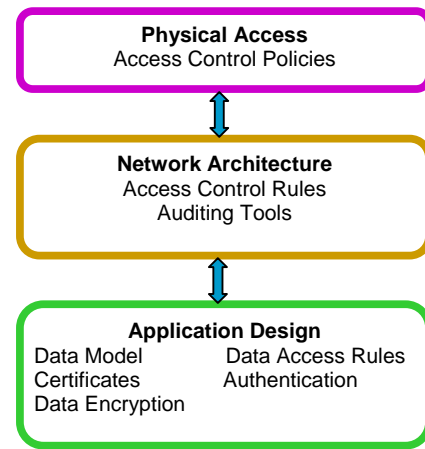 Physical Access
Access Control Policies
Network Architecture
Access Control Rules
Auditing Tools
Application Design
Data Model Data Access Rules
Certificates Authentication
Data Encryption